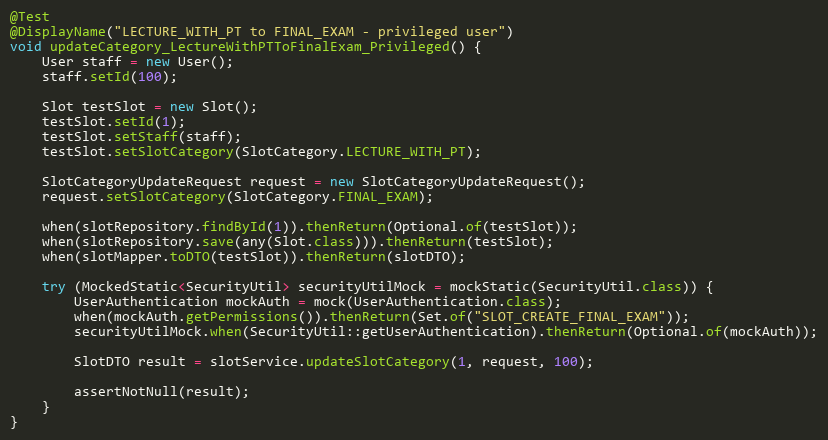 @Test
@DisplayName("LECTURE_WITH_PT to FINAL_EXAM - privileged user")
void updateCategory_LectureWithPTToFinalExam_Privileged() {
    User staff = new User();
    staff.setId(100);

    Slot testSlot = new Slot();
    testSlot.setId(1);
    testSlot.setStaff(staff);
    testSlot.setSlotCategory(SlotCategory.LECTURE_WITH_PT);

    SlotCategoryUpdateRequest request = new SlotCategoryUpdateRequest();
    request.setSlotCategory(SlotCategory.FINAL_EXAM);

    when(slotRepository.findById(1)).thenReturn(Optional.of(testSlot));
    when(slotRepository.save(any(Slot.class))).thenReturn(testSlot);
    when(slotMapper.toDTO(testSlot)).thenReturn(slotDTO);

    try (MockedStatic<SecurityUtil> securityUtilMock = mockStatic(SecurityUtil.class)) {
        UserAuthentication mockAuth = mock(UserAuthentication.class);
        when(mockAuth.getPermissions()).thenReturn(Set.of("SLOT_CREATE_FINAL_EXAM"));
        securityUtilMock.when(SecurityUtil::getUserAuthentication).thenReturn(Optional.of(mockAuth));

        SlotDTO result = slotService.updateSlotCategory(1, request, 100);

        assertNotNull(result);
    }
}